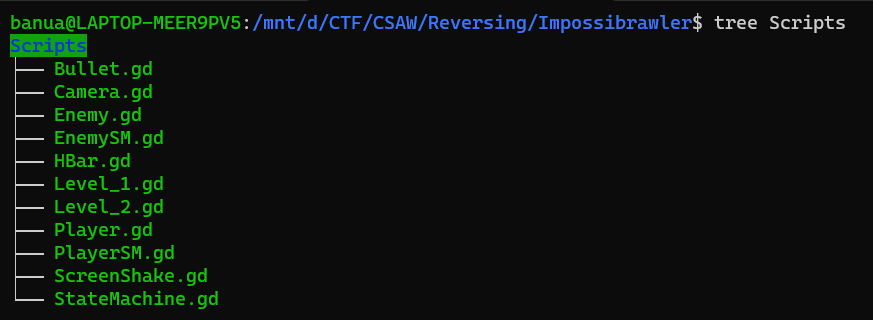 banua@LAPTOP-MEER9PV5:/mnt/d/CTF/CSAW/Reversing/Impossibrawler$ tree Scripts
Scripts
├── Bullet.gd
├── Camera.gd
├── Enemy.gd
├── EnemySM.gd
├── HBar.gd
├── Level_1.gd
├── Level_2.gd
├── Player.gd
├── PlayerSM.gd
├── ScreenShake.gd
└── StateMachine.gd